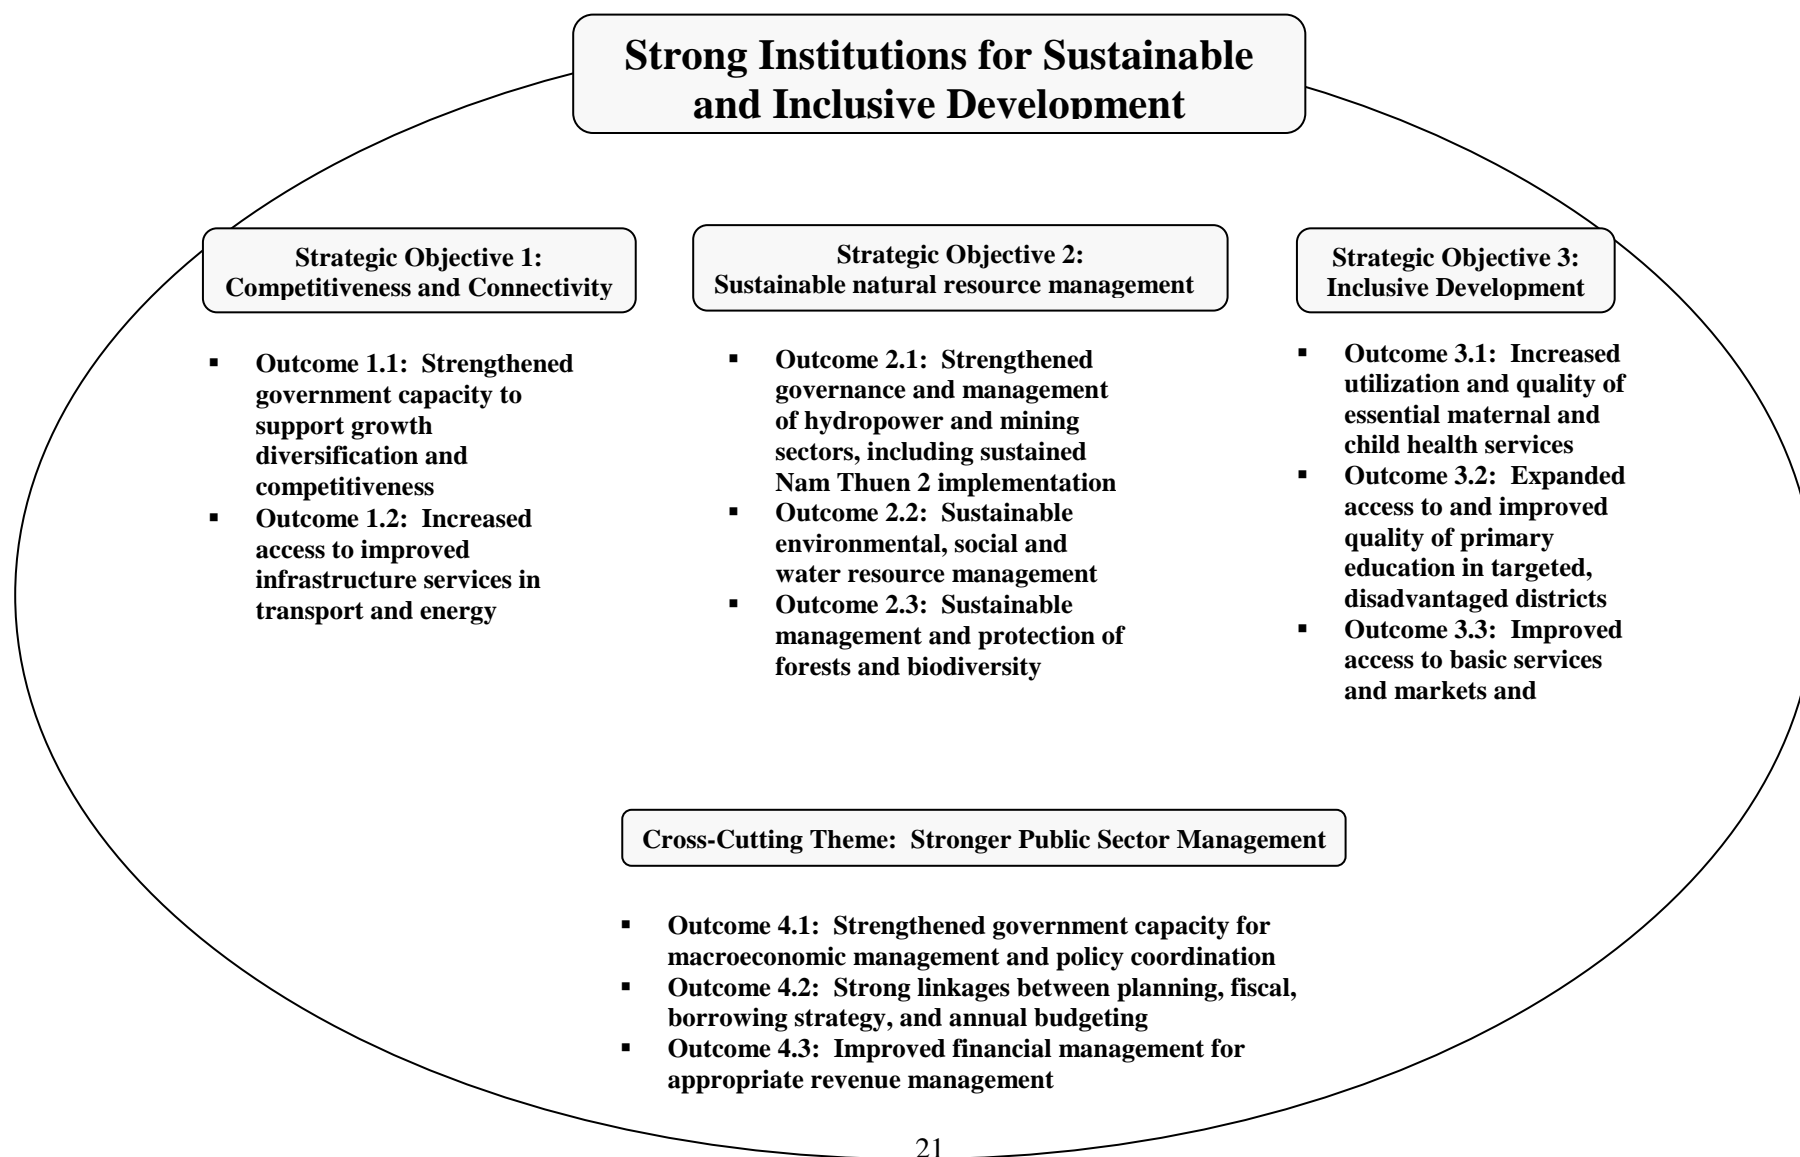 Strong Institutions for Sustainable
and Inclusive Development
Strategic Objective 1:
Competitiveness and Connectivity
▪ Outcome 1.1:  Strengthened
government capacity to
support growth
diversification and
competitiveness
▪ Outcome 1.2:  Increased
access to improved
infrastructure services in
transport and energy
Strategic Objective 2:
Sustainable natural resource management
▪ Outcome 2.1:  Strengthened
governance and management
of hydropower and mining
sectors, including sustained
Nam Thuen 2 implementation
▪ Outcome 2.2:  Sustainable
environmental, social and
water resource management
▪ Outcome 2.3:  Sustainable
management and protection of
forests and biodiversity
Strategic Objective 3:
Inclusive Development
▪ Outcome 3.1:  Increased
utilization and quality of
essential maternal and
child health services
▪ Outcome 3.2:  Expanded
access to and improved
quality of primary
education in targeted,
disadvantaged districts
▪ Outcome 3.3:  Improved
access to basic services
and markets and
Cross-Cutting Theme:  Stronger Public Sector Management
▪ Outcome 4.1:  Strengthened government capacity for
macroeconomic management and policy coordination
▪ Outcome 4.2:  Strong linkages between planning, fiscal,
borrowing strategy, and annual budgeting
▪ Outcome 4.3:  Improved financial management for
appropriate revenue management
21